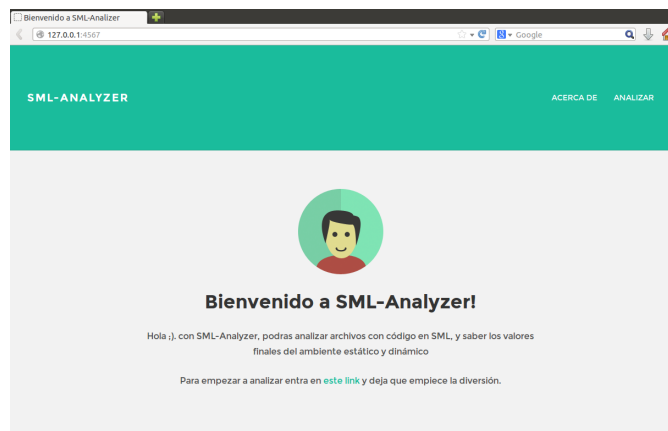 Bienvenido a SML-Analizer
127.0.0.1:4567
Google
SML-ANALYZER
ACERCA DE
ANALIZAR
Bienvenido a SML-Analyzer!
Hola ;). con SML-Analyzer, podras analizar archivos con código en SML, y saber los valores
finales del ambiente estático y dinámico
Para empezar a analizar entra en este link y deja que empiece la diversión.